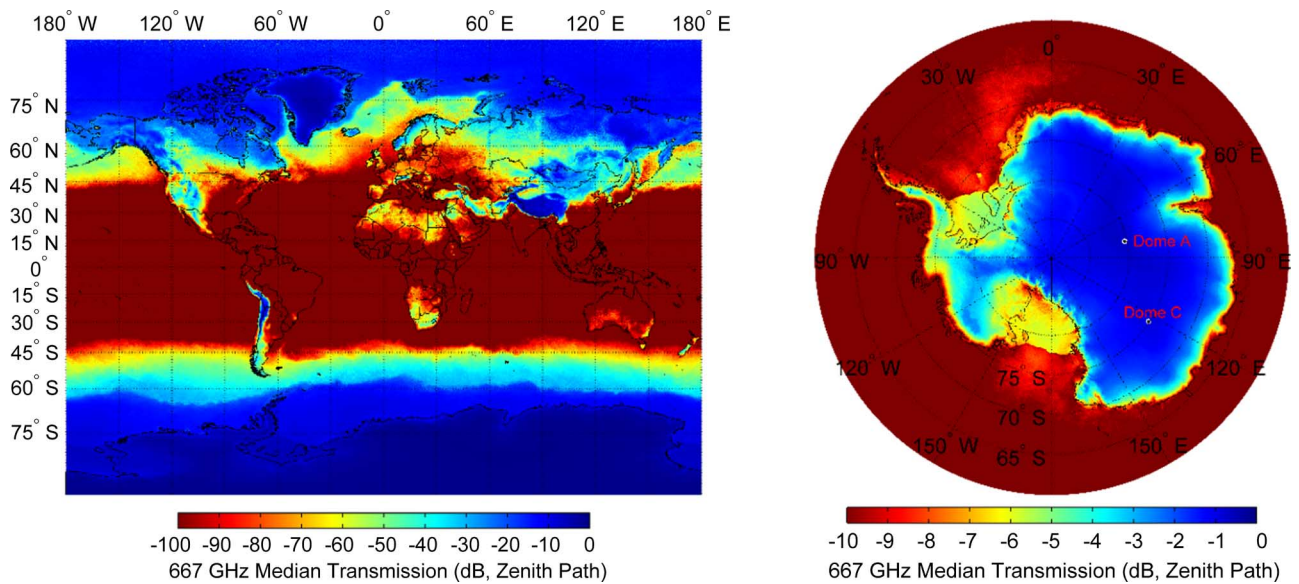 180° W 120° W 60° W 0° E 60° E 120° E 180° E
75° N
60° N
45° N
30° N
15° N
0°
15° S
30° S
45° S
60° S
75° S
-100 -90 -80 -70 -60 -50 -40 -30 -20 -10 0
667 GHz Median Transmission (dB, Zenith Path)
0°
30° W 30° E
60° W 60° E
Dome A
90° W 90° E
Dome C
120° W 120° E
75° S
70° S
150° W 150° E
65° S
-10 -9 -8 -7 -6 -5 -4 -3 -2 -1 0
667 GHz Median Transmission (dB, Zenith Path)